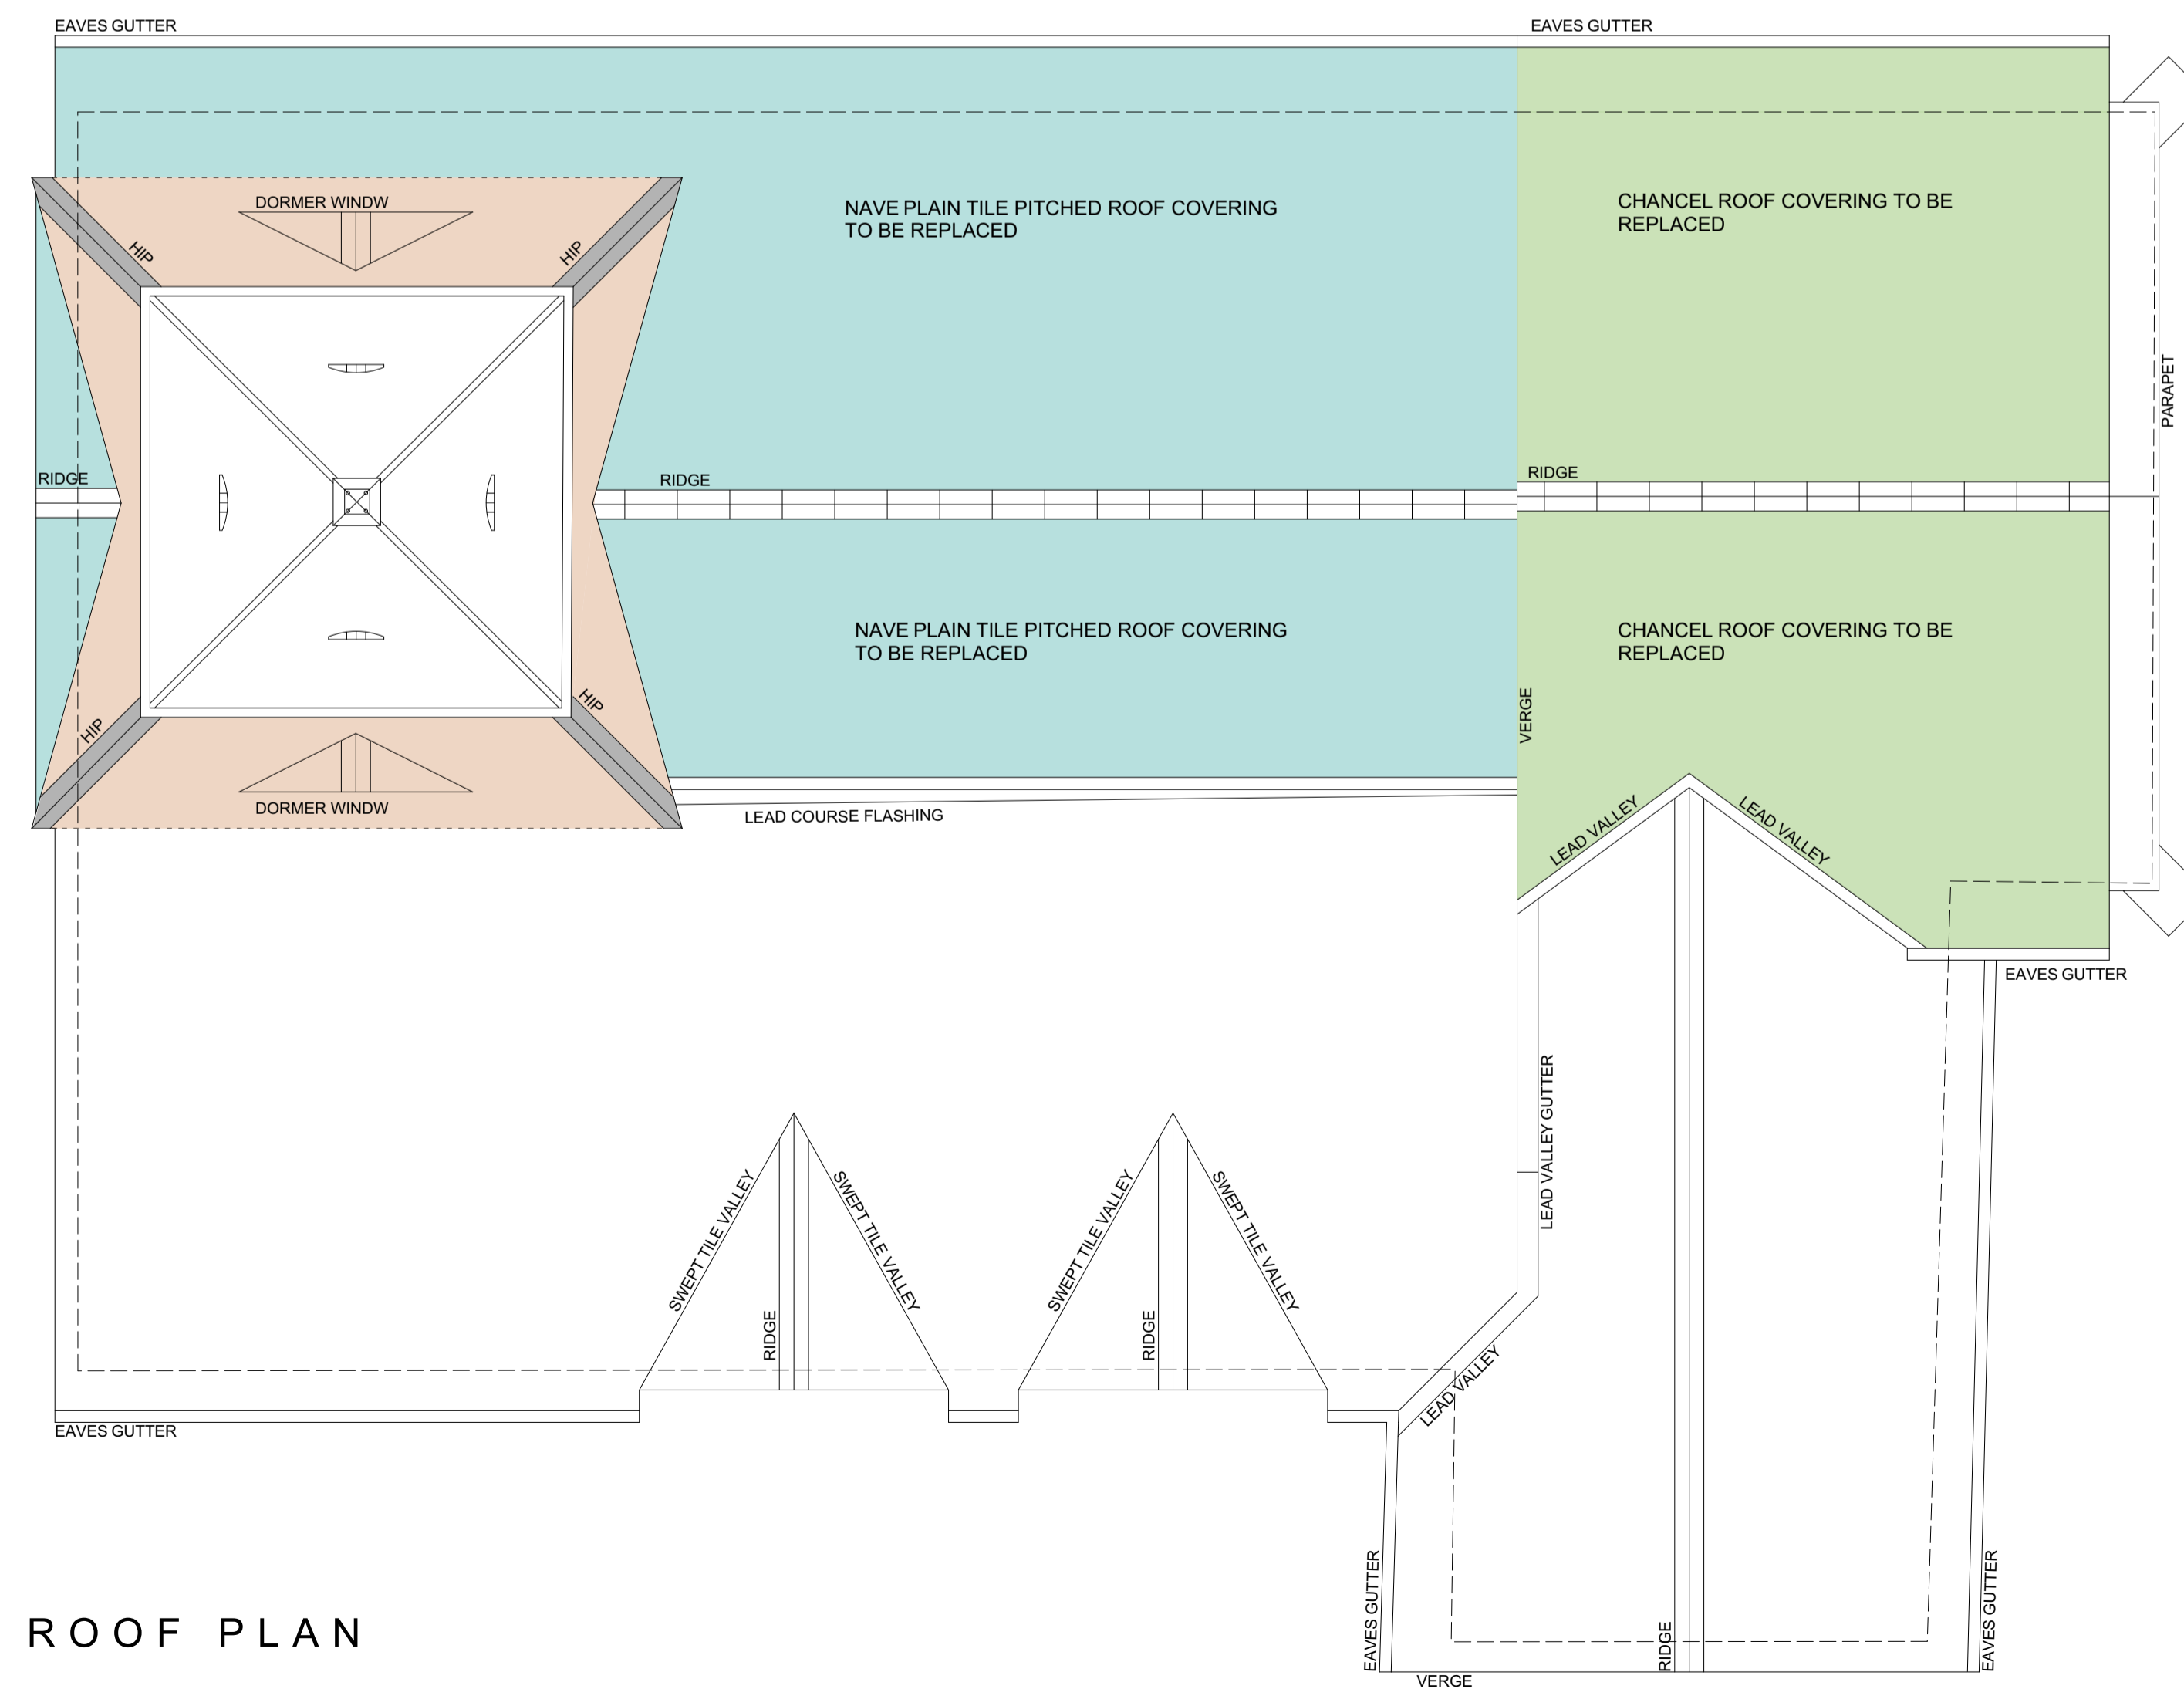 EAVES GUTTER
EAVES GUTTER
DORMER WINDW
NAVE PLAIN TILE PITCHED ROOF COVERING
TO BE REPLACED
CHANCEL ROOF COVERING TO BE
REPLACED
HIP
HIP
PARAPET
RIDGE
RIDGE
RIDGE
NAVE PLAIN TILE PITCHED ROOF COVERING
TO BE REPLACED
CHANCEL ROOF COVERING TO BE
REPLACED
HIP
HIP
VERGE
DORMER WINDW
LEAD COURSE FLASHING
LEAD VALLEY
LEAD VALLEY
EAVES GUTTER
LEAD VALLEY GUTTER
SWEPT TILE VALLEY
SWEPT TILE VALLEY
SWEPT TILE VALLEY
SWEPT TILE VALLEY
RIDGE
RIDGE
LEAD VALLEY
EAVES GUTTER
EAVES GUTTER
RIDGE
EAVES GUTTER
ROOF PLAN
VERGE